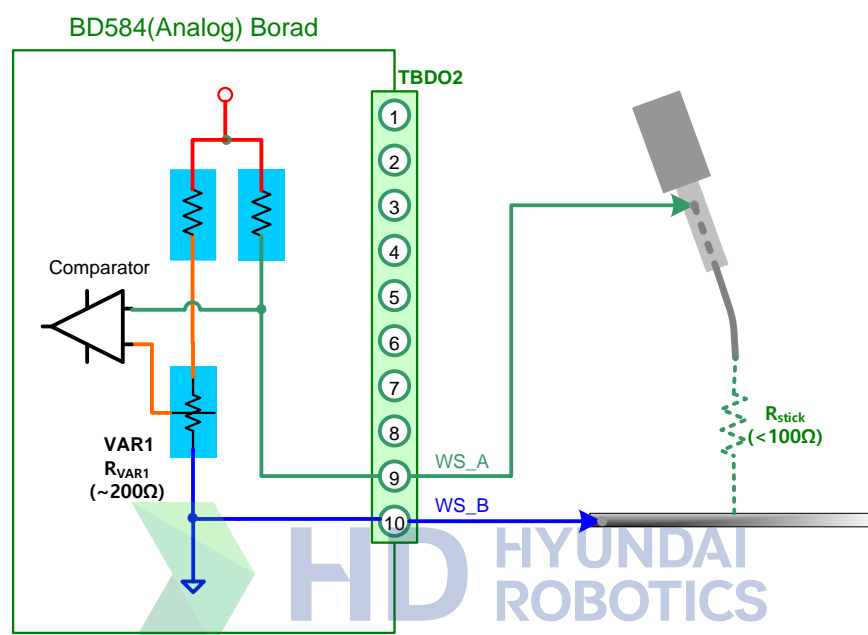 BD584(Analog) Borad
TBDO2
1
2
3
4
5
6
7
8
9
10
Comparator
VAR1
RVAR1
(~200Ω)
WS_A
WS_B
Rstick
(<100Ω)
HD HYUNDAI
ROBOTICS